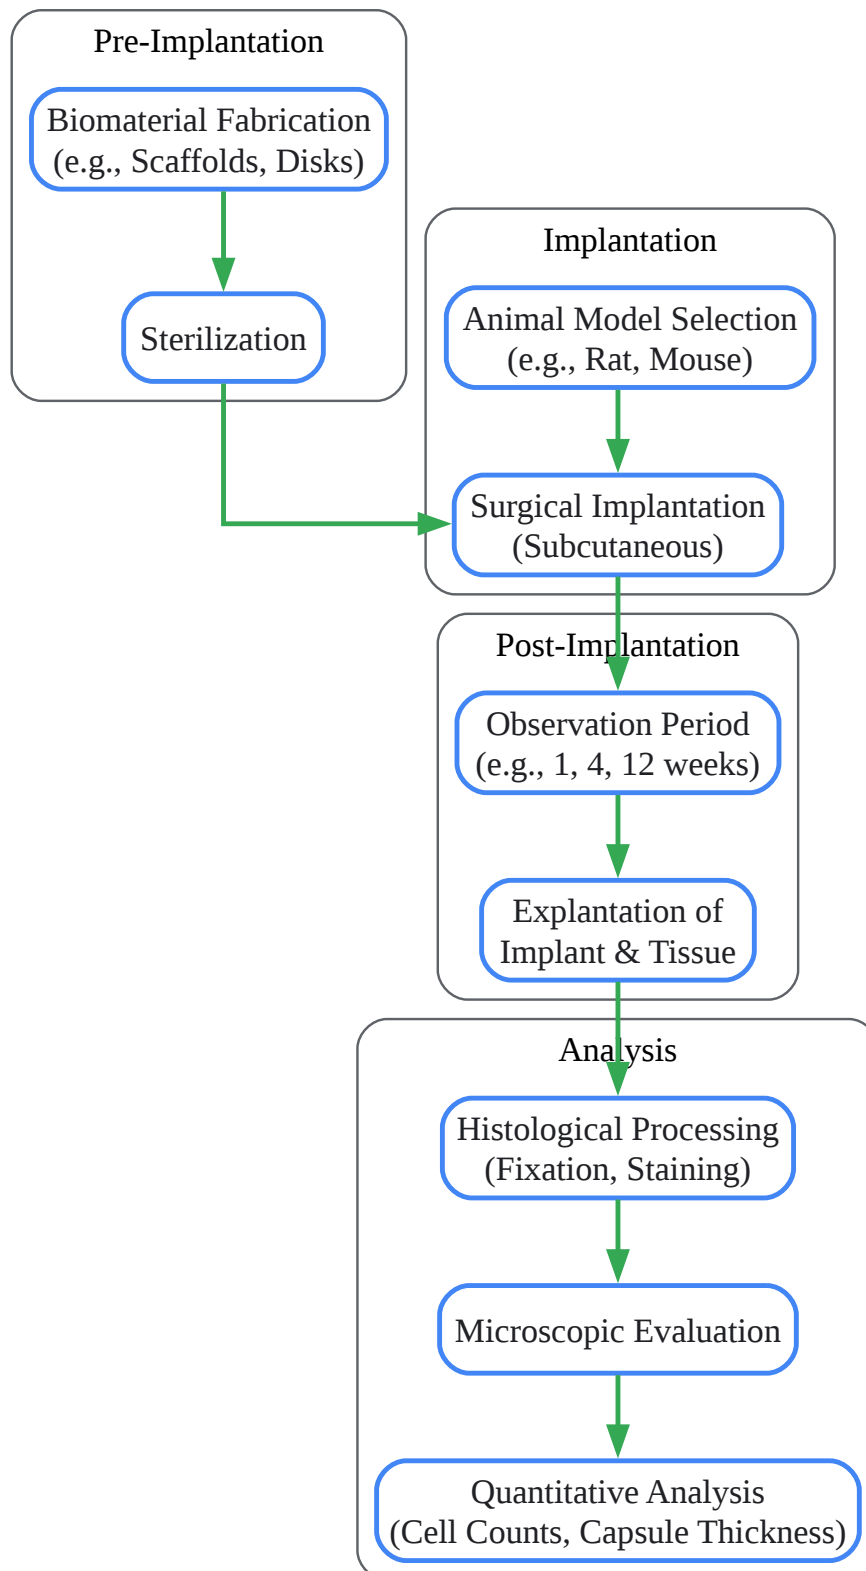 Pre-Implantation
Biomaterial Fabrication
(e.g., Scaffolds, Disks)
Sterilization
Implantation
Animal Model Selection
(e.g., Rat, Mouse)
Surgical Implantation
(Subcutaneous)
Post-Implantation
Observation Period
(e.g., 1, 4, 12 weeks)
Explantation of
Implant & Tissue
Analysis
Histological Processing
(Fixation, Staining)
Microscopic Evaluation
Quantitative Analysis
(Cell Counts, Capsule Thickness)